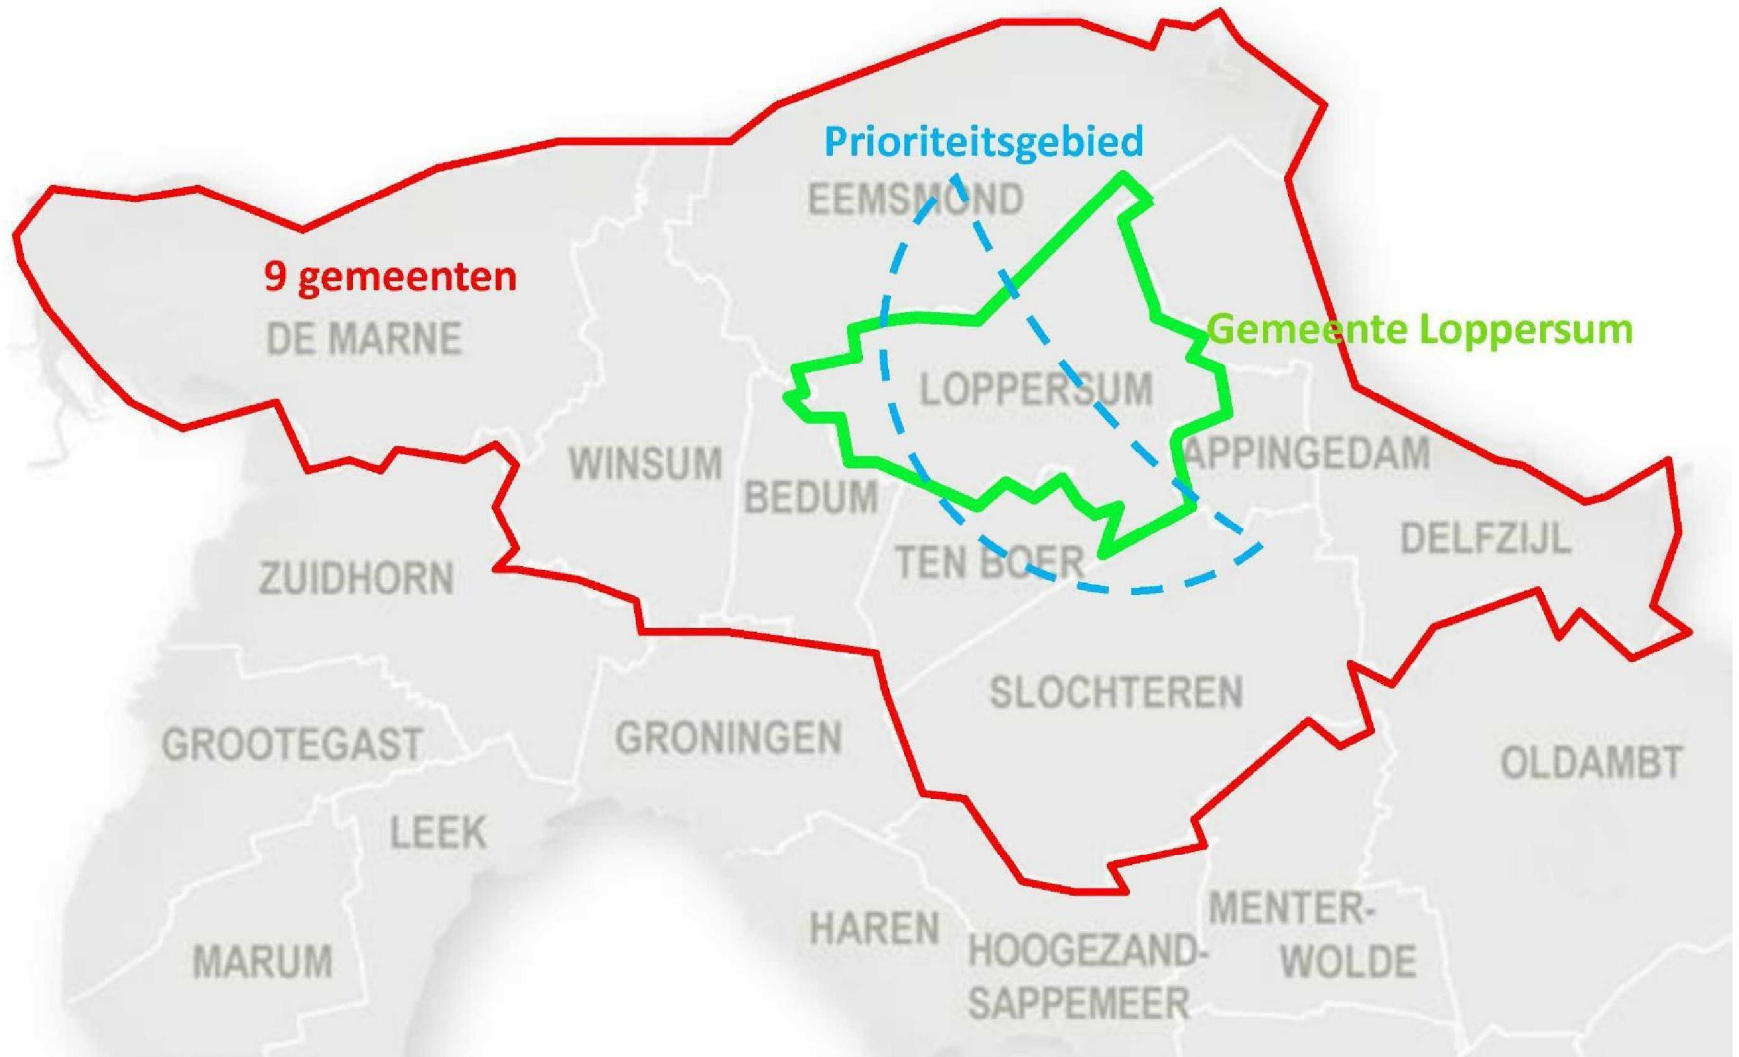 Prioriteitsgebied
EEMSMOND
9 gemeenten
DE MARNE
Gemeente Loppersum
LOPPERSUM
WINSUM
APPINGEDAM
BEDUM
DELFZIJL
TEN BOER
ZUIDHORN
SLOCHTEREN
GROOTEGAST
GRONINGEN
OLDAMBT
LEEK
MENTER-
WOLDE
HAREN
HOOGEZAND-
SAPPEMEER
MARUM